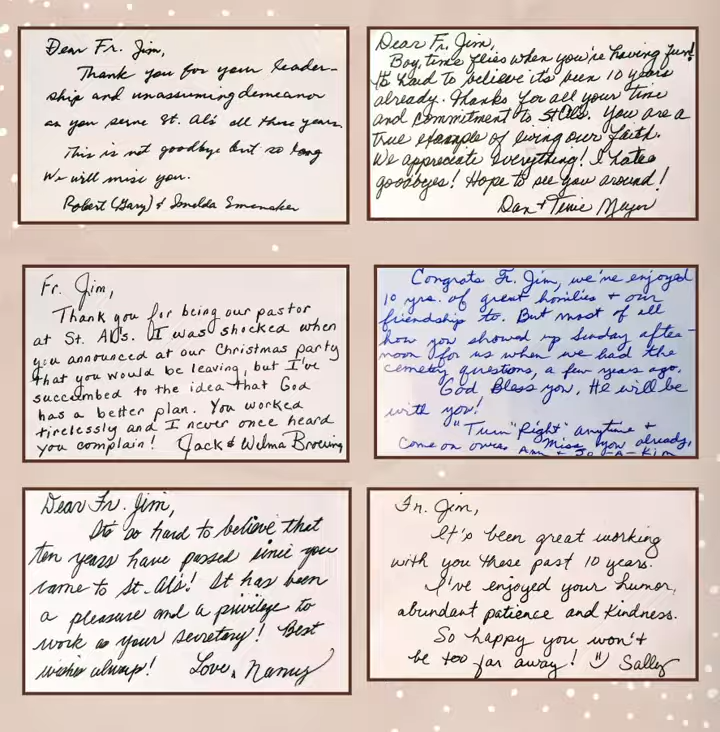 Dear Fr. Jim,
Thank you for your leader-
ship and unassuming demeanor
as you serve St. Al's all these years.
This is not goodbye but so long
We will miss you.
Robert (Gary) & Imelda
Dear Fr. Jim,
Boy, time flies when you're having fun!
It's hard to believe it's been 10 years
already. Thanks for all your time
and commitment to St Al's. You are a
true example of living our faith.
We appreciate everything! I hate
goodbyes! Hope to see you around!
Dan + Meyer
Fr. Jim,
Thank you for being our pastor
at St. Al's. I was shocked when
you announced at our Christmas party
that you would be leaving, but I've
succumbed to the idea that God
has a better plan. You worked
tirelessly and I never once heard
you complain! Jack & Wilma Broering
Congrats Fr. Jim, we've enjoyed
10 yrs. of great homilies + our
friendship to. But most of all
how you showed up Sunday after-
noon for us when we had the
cemetery questions, a few years ago.
God Bless you, He will be
with you!
"Turn Right" anytime +
Come on over. Miss you already,
Dear Fr. Jim,
It's so hard to believe that
ten years have passed since you
came to St. Al's! It has been
a pleasure and a privilege to
work as your secretary! Best
wishes always! Love, Nancy
Fr. Jim,
It's been great working
with you these past 10 years.
I've enjoyed your humor,
abundant patience and kindness.
So happy you won't
be too far away! Sally